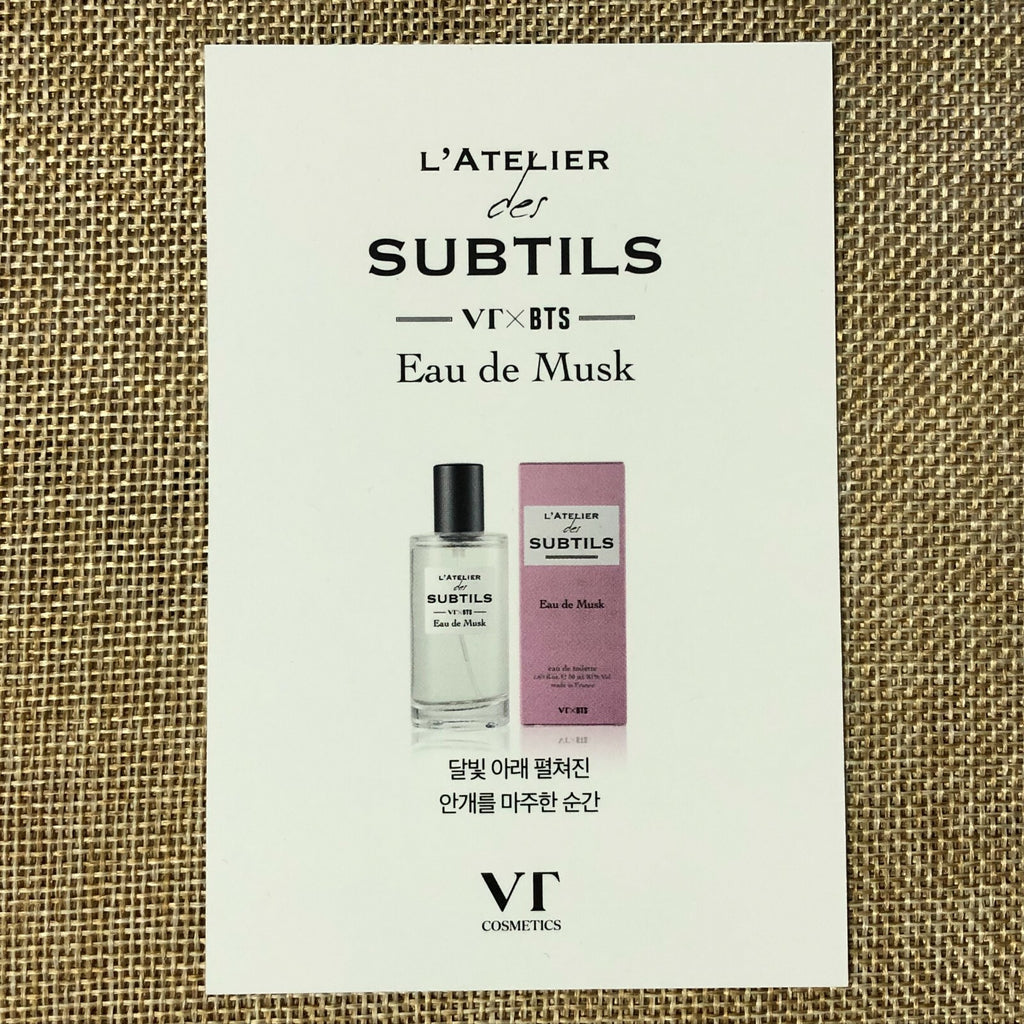 L'ATELIER
des
SUBTILS
VT×BTS
Eau de Musk
L'ATELIER
des
SUBTILS
VT×BTS
Eau de Musk
L'ATELIER
des
SUBTILS
Eau de Musk
eau de toilette
made in France
VT×BTS
달빛 아래 펼쳐진
안개를 마주한 순간
VT
COSMETICS